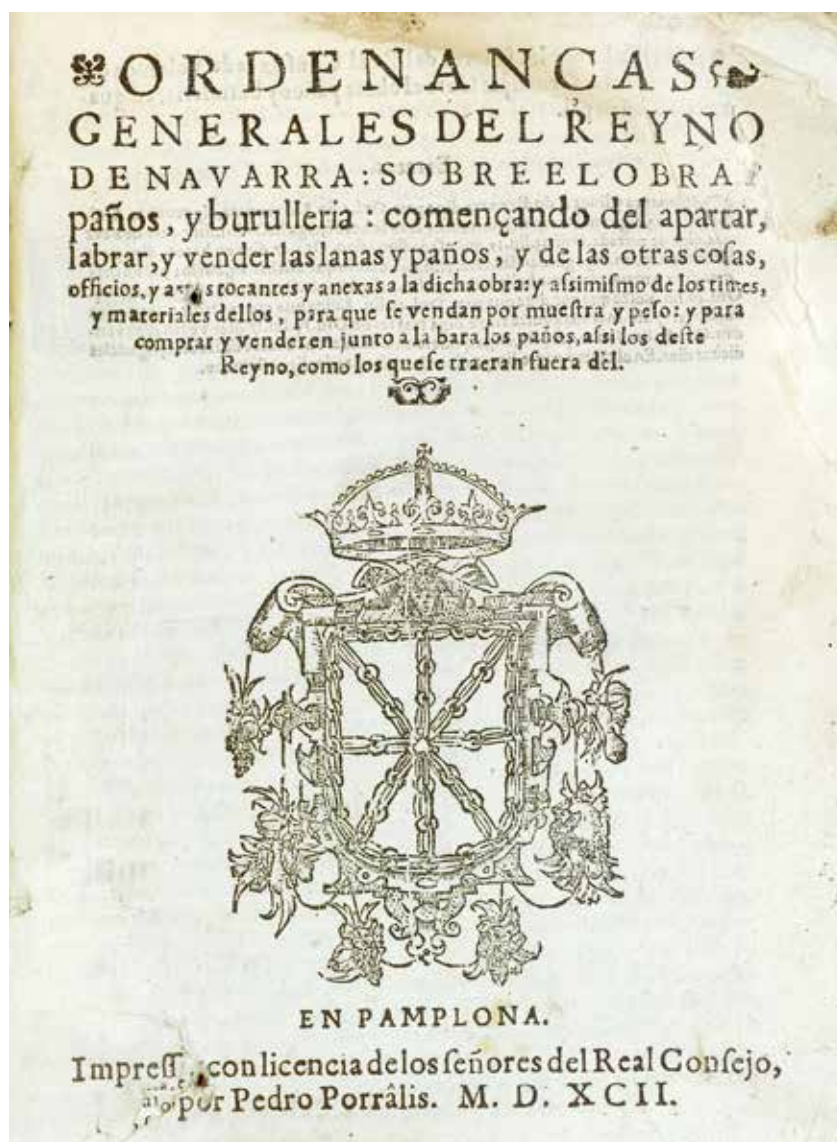 ORDENANCAS
GENERALES DEL REYNO
DE NAVARRA: SOBRE EL OBRAR
paños, y burulleria : començando del apartar,
labrar, y vender las lanas y paños, y de las otras cosas,
officios, y tocantes y anexas a la dicha obra: y assimismo de los
y materiales dellos, para que se vendan por muestra y peso: y para
comprar y vender en junto a la bara los paños, assi los deste
Reyno, como los que se traeran fuera del.
EN PAMPLONA.
con licencia de los señores del Real Consejo,
por Pedro Porrâlis. M. D. XCII.